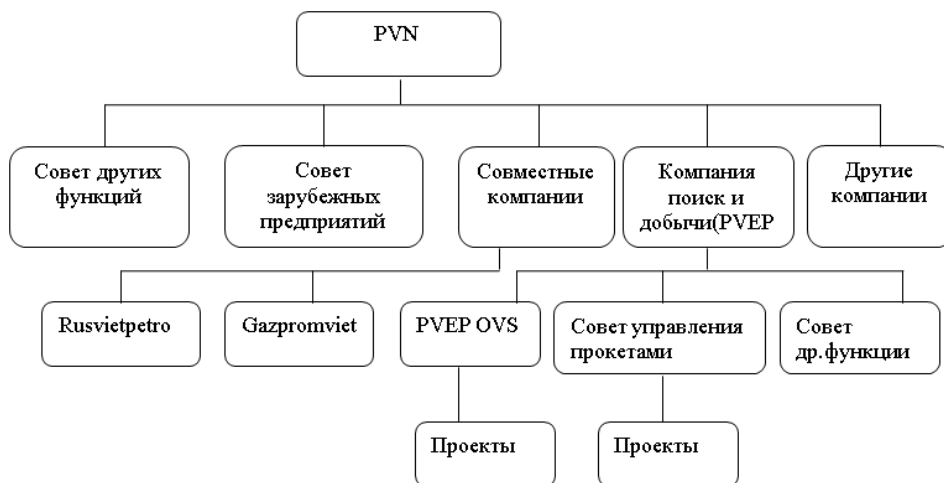 PVN
Совет других
функций
Совет
зарубежных
предприятий
Совместные
компании
Компания
поиск и
добычи(PVEP
Другие
компании
Rusvietpetro
Gazpromviet
PVEP OVS
Совет управления
прокетами
Совет
др.функции
Проекты
Проекты